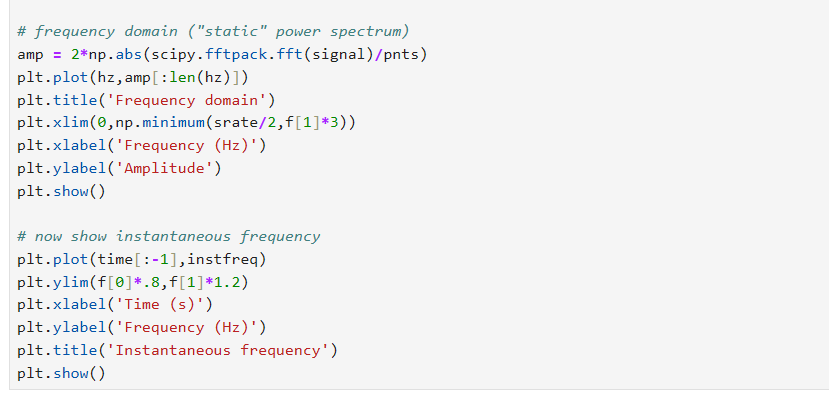 # frequency domain ("static" power spectrum)
amp = 2*np.abs(scipy.fftpack.fft(signal)/pnts)
plt.plot(hz,amp[:len(hz)])
plt.title('Frequency domain')
plt.xlim(0,np.minimum(srate/2,f[1]*3))
plt.xlabel('Frequency (Hz)')
plt.ylabel('Amplitude')
plt.show()
# now show instantaneous frequency
plt.plot(time[:-1],instfreq)
plt.ylim(f[0]*.8,f[1]*1.2)
plt.xlabel('Time (s)')
plt.ylabel('Frequency (Hz)')
plt.title('Instantaneous frequency')
plt.show()